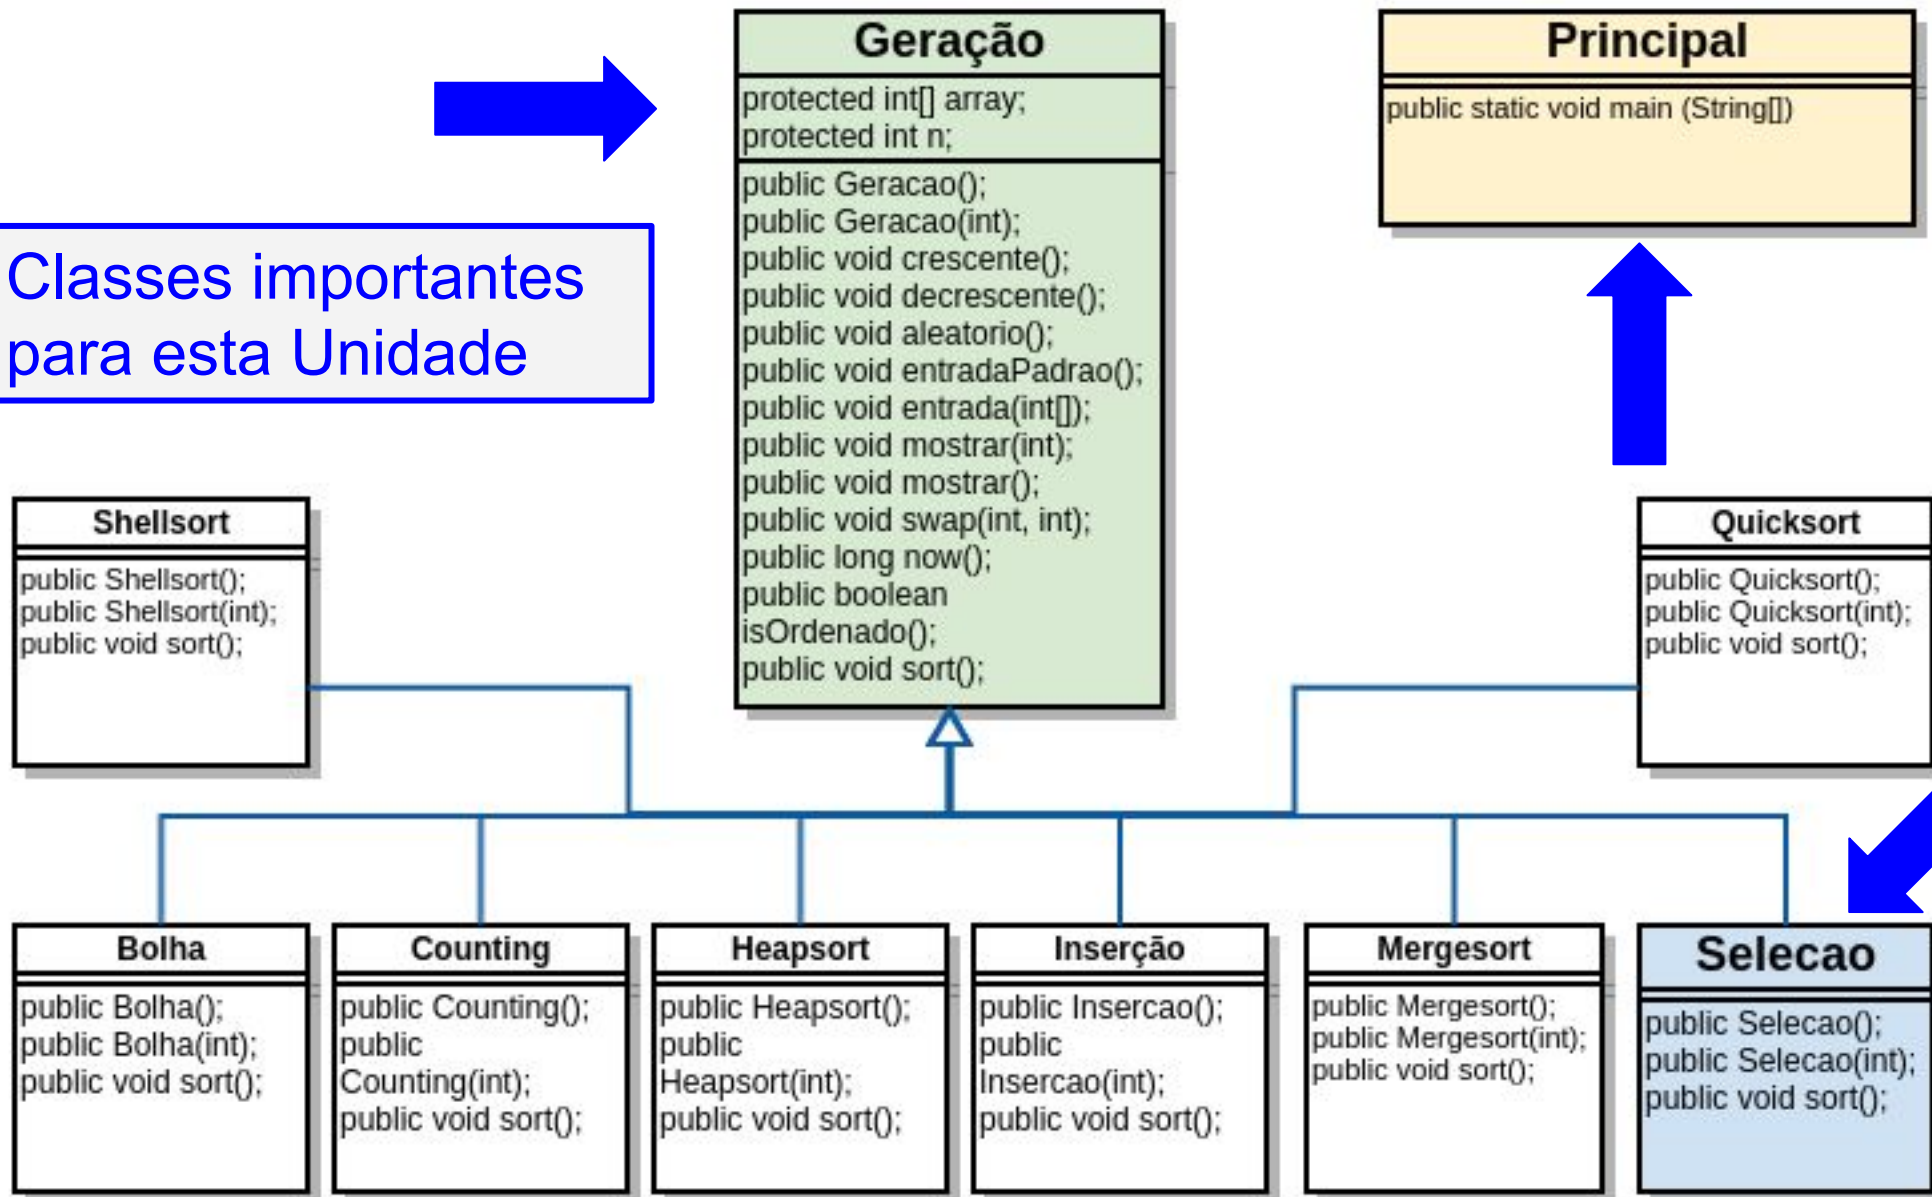 Geração
protected int[] array;
protected int n;
public Geracao();
public Geracao(int);
public void crescente();
public void decrescente();
public void aleatorio();
public void entradaPadrao();
public void entrada(int[]);
public void mostrar(int);
public void mostrar();
public void swap(int, int);
public long now();
public boolean
isOrdenado();
public void sort();
Principal
public static void main (String[])
Classes importantes
para esta Unidade
Shellsort
public Shellsort();
public Shellsort(int);
public void sort();
Quicksort
public Quicksort();
public Quicksort(int);
public void sort();
Bolha
public Bolha();
public Bolha(int);
public void sort();
Counting
public Counting();
public
Counting(int);
public void sort();
Heapsort
public Heapsort();
public
Heapsort(int);
public void sort();
Inserção
public Insercao();
public
Insercao(int);
public void sort();
Mergesort
public Mergesort();
public Mergesort(int);
public void sort();
Selecao
public Selecao();
public Selecao(int);
public void sort();